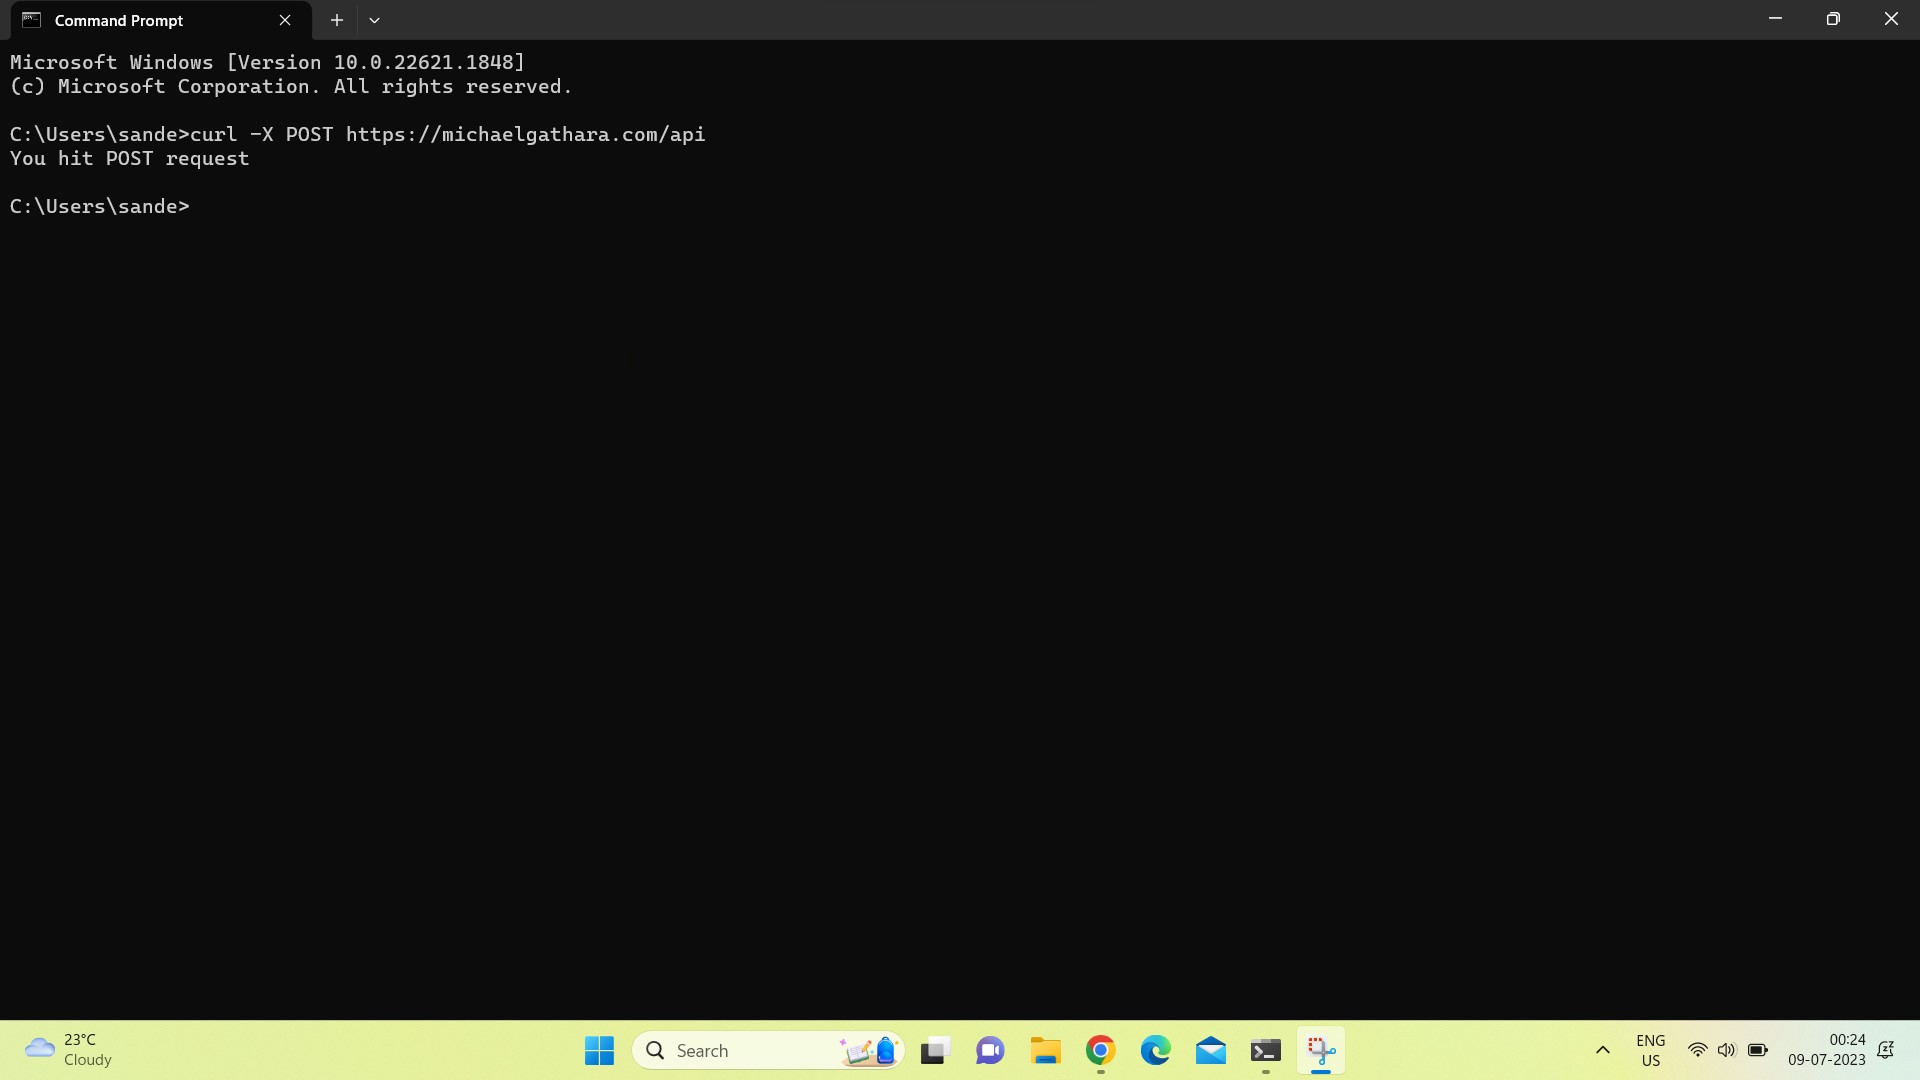 Command Prompt
Microsoft Windows [Version 10.0.22621.1848]
(c) Microsoft Corporation. All rights reserved.
C:\Users\sande>curl -X POST https://michaelgathara.com/api
You hit POST request
C:\Users\sande>
23°C
Cloudy
Search
ENG
US
00:24
09-07-2023